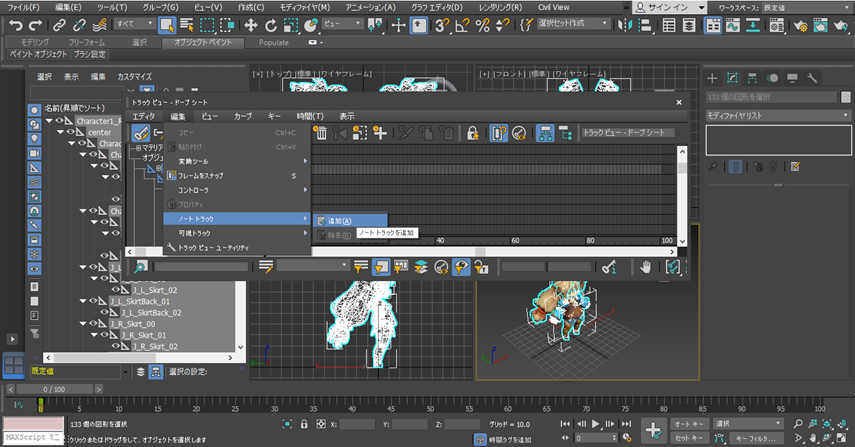 ファイル(F) 編集(E) ツール(T) グループ(G) ビュー(V) 作成(C) モディファイヤ(M) アニメーション(A) グラフ エディタ(D) レンダリング(R) Civil View サイン イン ワークスペース: 既定値
すべて ビュー 選択セット作成
モデリング フリーフォーム 選択 オブジェクト ペイント Populate
ペイント オブジェクト ブラシ設定
選択 表示 編集 カスタマイズ
[+] [トップ] [標準] [ワイヤフレーム]
[+] [フロント] [標準] [ワイヤフレーム]
名前(昇順でソート)
Character1_R
center
トラック ビュー - ドープ シート
エディタ 編集 ビュー カーブ キー 時間(T) 表示
コピー Ctrl+C
貼り付け Ctrl+V
変換ツール
フレームをスナップ S
コントローラ
プロパティ
ノート トラック
可視トラック
トラック ビュー ユーティリティ
追加(A)
除去(R)
ノート トラックを追加
トラック ビュー - ドープ シート
40 60 80 100
133 個の図形を選択
モディファイヤ リスト
J_L_Skrt_02
J_L_SkrtBack_01
J_L_SkrtBack_02
J_R_Skrt_00
J_R_Skrt_01
J_R_Skrt_02
既定値 選択の設定:
0 / 100
0 5 10 15 20 25 30 35 40 45 50 55 60 65 70 75 80 85 90 95 100
133 個の図形を選択
X: Y: Z: グリッド = 10.0
オート キー 選択
MAXScript ミニ
クリックまたはドラッグして、オブジェクトを選択します
時間タグを追加
0
セット キー キー フィルタ...